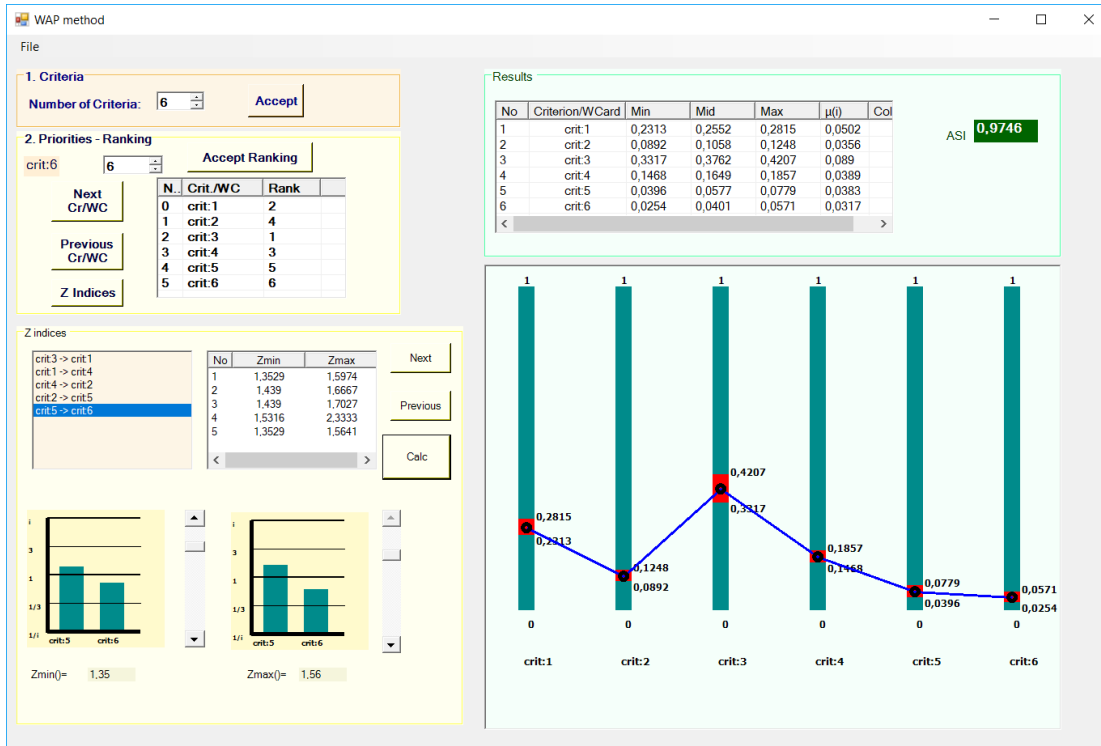 WAP method
File
1. Criteria
Number of Criteria: 6 Accept
2. Priorities - Ranking
crit:6 6 Accept Ranking
Next Cr/WC
Previous Cr/WC
Z Indices
N.. Crit./WC Rank
0 crit:1 2
1 crit:2 4
2 crit:3 1
3 crit:4 3
4 crit:5 5
5 crit:6 6
Z indices
crit:3 -> crit:1
crit:1 -> crit:4
crit:4 -> crit:2
crit:2 -> crit:5
crit:5 -> crit:6
No Zmin Zmax
1 1,3529 1,5974
2 1,439 1,6667
3 1,439 1,7027
4 1,5316 2,3333
5 1,3529 1,5641
Next
Previous
Calc
i
3
1
1/3
1/i
crit:5 crit:6
i
3
1
1/3
1/i
crit:5 crit:6
Zmin()= 1,35
Zmax()= 1,56
Results
No Criterion/WCard Min Mid Max μ(i) Col
1 crit:1 0,2313 0,2552 0,2815 0,0502
2 crit:2 0,0892 0,1058 0,1248 0,0356
3 crit:3 0,3317 0,3762 0,4207 0,089
4 crit:4 0,1468 0,1649 0,1857 0,0389
5 crit:5 0,0396 0,0577 0,0779 0,0383
6 crit:6 0,0254 0,0401 0,0571 0,0317
ASI 0,9746
1 1 1 1 1 1
0,4207
0,3317
0,2815
0,2313
0,1857
0,1468
0,1248
0,0892
0,0779
0,0396
0,0571
0,0254
0 0 0 0 0 0
crit:1 crit:2 crit:3 crit:4 crit:5 crit:6